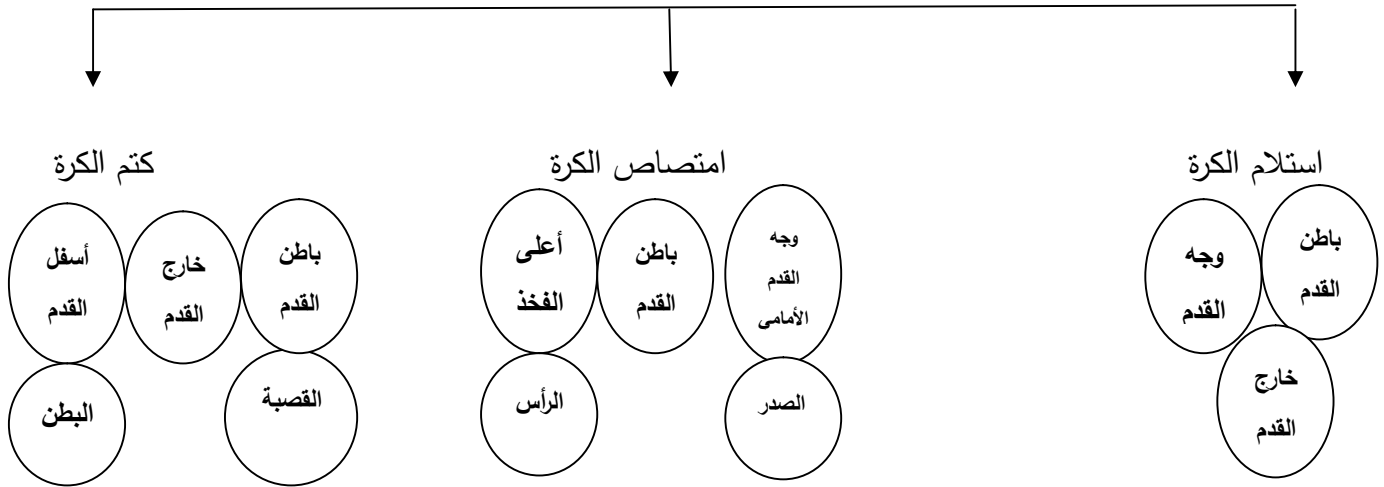 استلام الكرة
امتصاص الكرة
كتم الكرة
باطن
القدم
وجه
القدم
خارج
القدم
وجه
القدم
الأمامى
باطن
القدم
أعلى
الفخذ
الصدر
الرأس
باطن
القدم
خارج
القدم
أسفل
القدم
القصبة
البطن